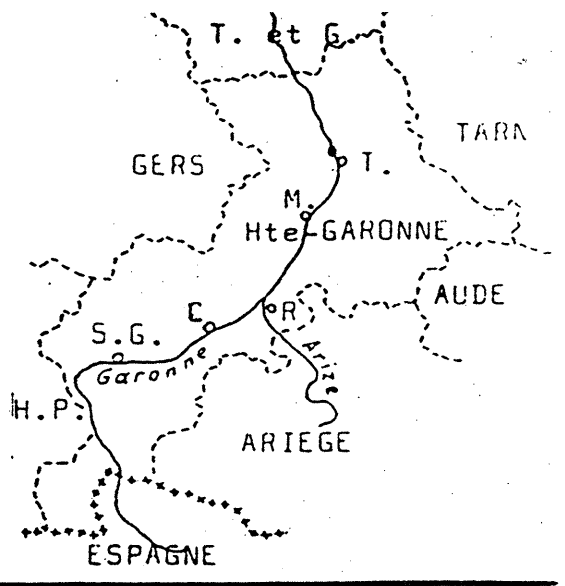 T. et G.
TARN
GERS
T.
M.
Hte-GARONNE
AUDE
R
C
S.G.
Garonne
Arize
H.P.
ARIEGE
ESPAGNE